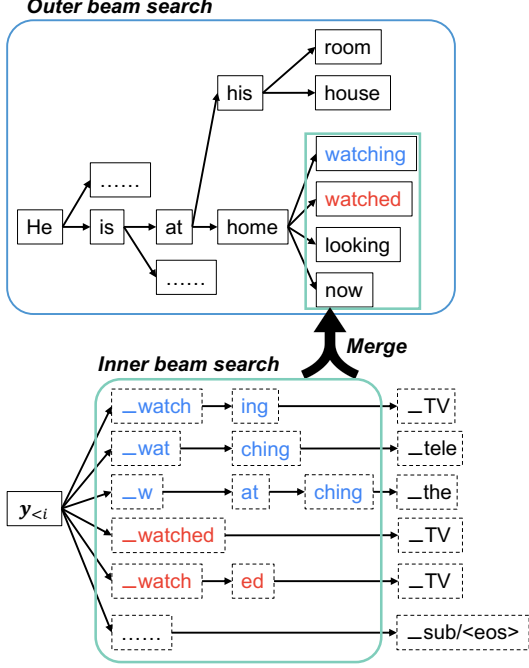 Outer beam search
room
his
house
watching
......
watched
He
is
at
home
looking
......
now
Merge
Inner beam search
_watch
ing
_TV
_wat
ching
_tele
_w
at
ching
_the
y<i
_watched
_TV
_watch
ed
_TV
......
_sub/<eos>